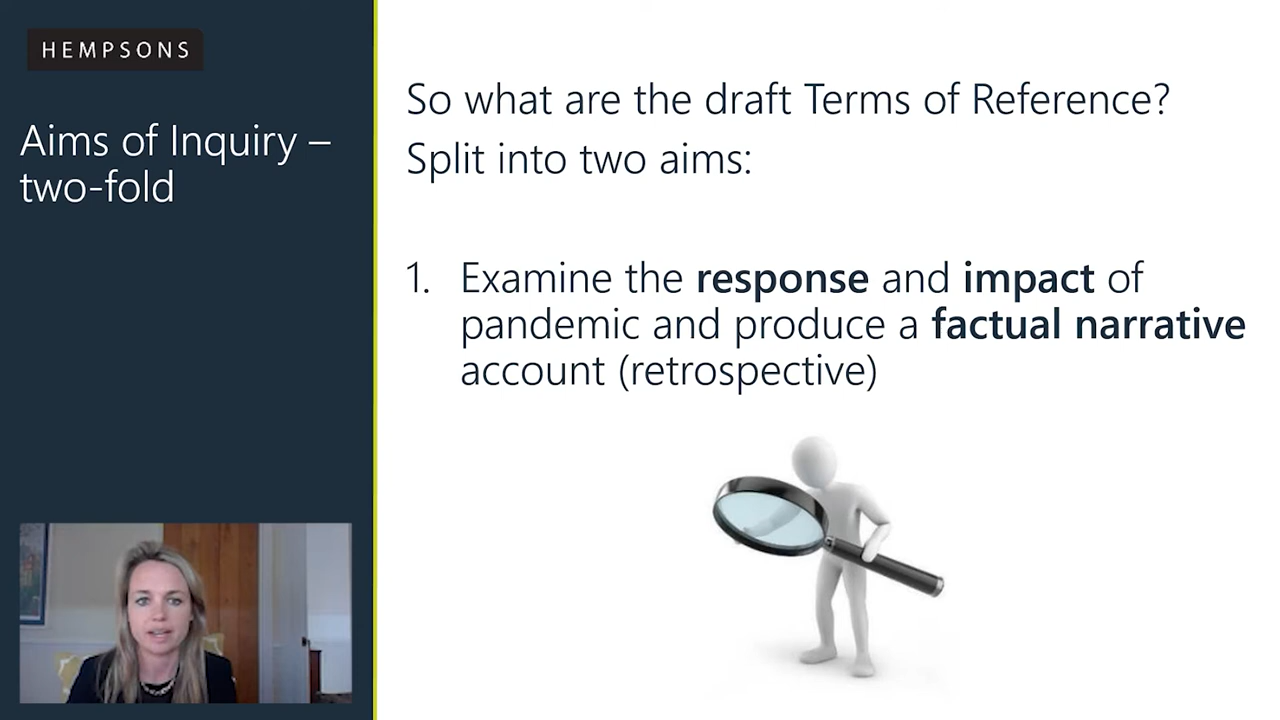 HEMPSONS
Aims of Inquiry –
two-fold
So what are the draft Terms of Reference?
Split into two aims:
1. Examine the response and impact of
pandemic and produce a factual narrative
account (retrospective)